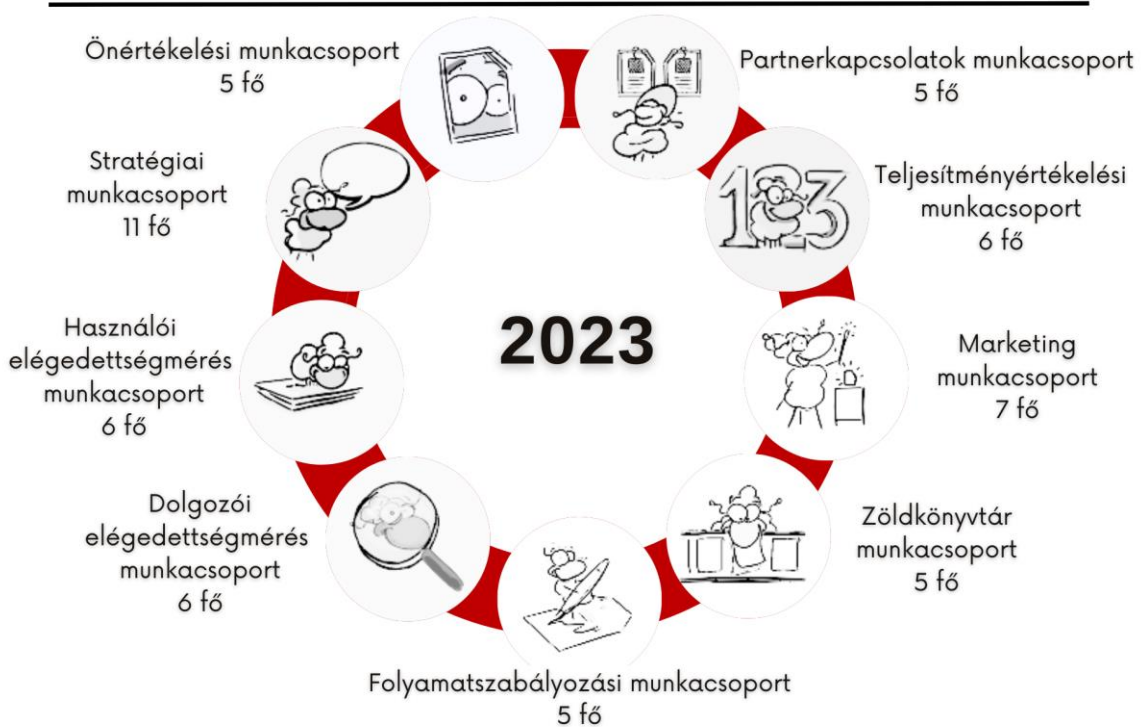 Önértékelési munkacsoport
5 fő
Partnerkapcsolatok munkacsoport
5 fő
Stratégiai
munkacsoport
11 fő
123
Teljesítményértékelési
munkacsoport
6 fő
Használói
elégedettségmérés
munkacsoport
6 fő
2023
Marketing
munkacsoport
7 fő
Dolgozói
elégedettségmérés
munkacsoport
6 fő
Zöldkönyvtár
munkacsoport
5 fő
Folyamatszabályozási munkacsoport
5 fő